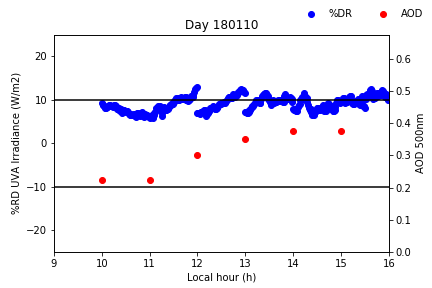 %DR AOD
Day 180110
20
10
0
−10
−20
%RD UVA Irradiance (W/m2)
0.6
0.5
0.4
0.3
0.2
0.1
0.0
AOD 500nm
9 10 11 12 13 14 15 16
Local hour (h)